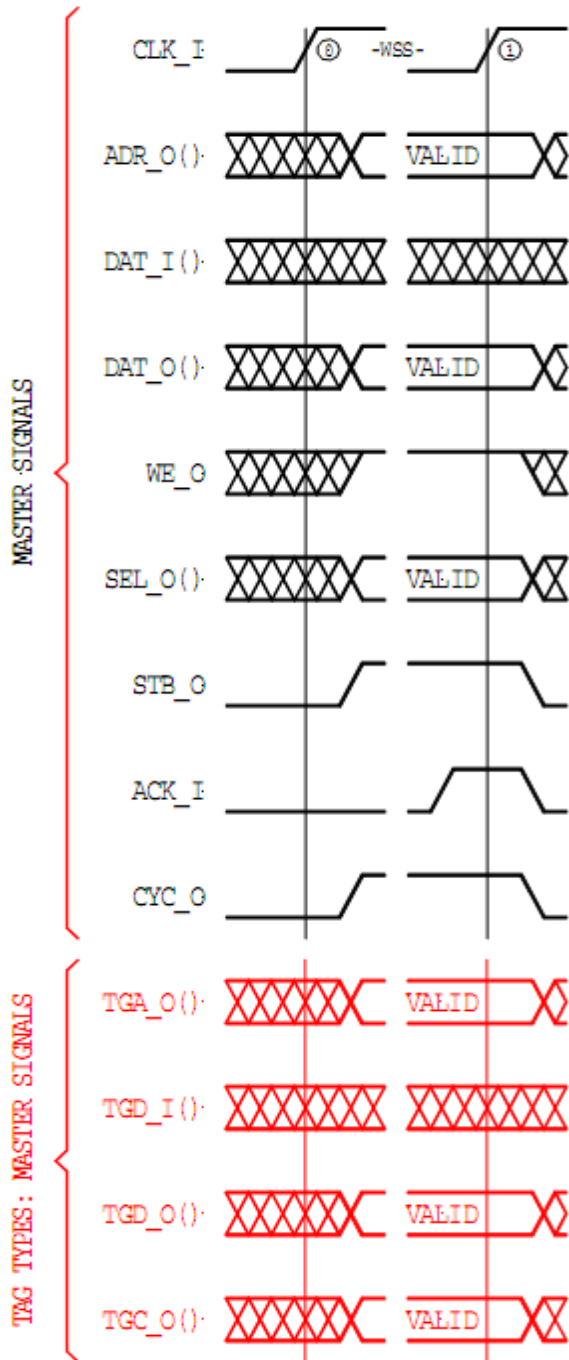 CLK_I ⓪ -WSS- ①
ADR_O() VALID
DAT_I()
DAT_O() VALID
WE_O
SEL_O() VALID
STB_O
ACK_I
CYC_O
MASTER SIGNALS
TGA_O() VALID
TGD_I()
TGD_O() VALID
TGC_O() VALID
TAG TYPES: MASTER SIGNALS